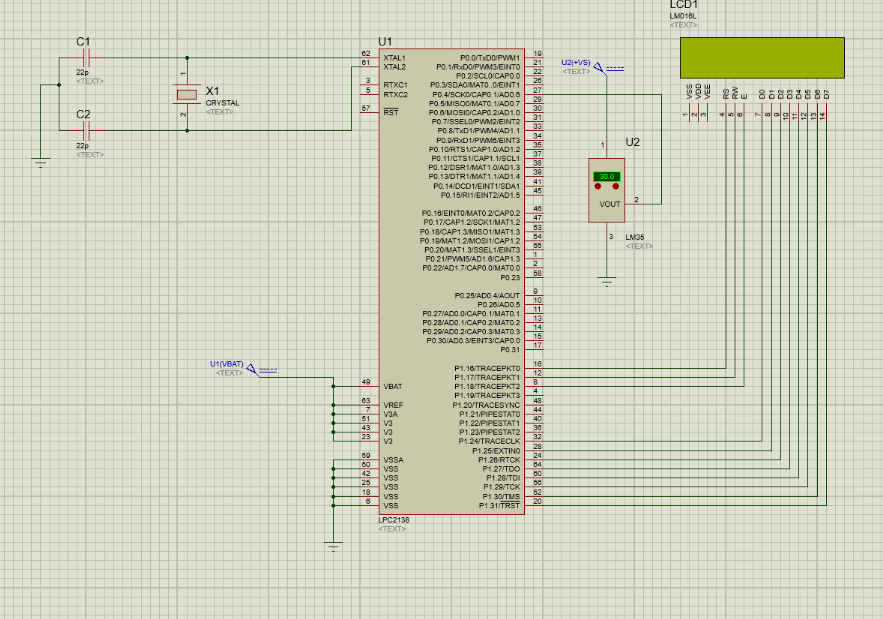 LCD1
LM016L
<TEXT>
VSS
VDD
VEE
RS
RW
E
D0
D1
D2
D3
D4
D5
D6
D7
1
2
3
4
5
6
7
8
9
10
11
12
13
14
C1
22p
<TEXT>
C2
22p
<TEXT>
1
2
X1
CRYSTAL
<TEXT>
U1
62 XTAL1
61 XTAL2
3 RTXC1
5 RTXC2
57 RST
49 VBAT
63 VREF
7 V3A
51 V3
43 V3
23 V3
59 VSSA
50 VSS
42 VSS
25 VSS
18 VSS
6 VSS
P0.0/TxD0/PWM1 19
P0.1/RxD0/PWM3/EINT0 21
P0.2/SCL0/CAP0.0 22
P0.3/SDA0/MAT0.0/EINT1 26
P0.4/SCK0/CAP0.1/AD0.6 27
P0.5/MISO0/MAT0.1/AD0.7 29
P0.6/MOSI0/CAP0.2/AD1.0 30
P0.7/SSEL0/PWM2/EINT2 31
P0.8/TxD1/PWM4/AD1.1 33
P0.9/RxD1/PWM6/EINT3 34
P0.10/RTS1/CAP1.0/AD1.2 35
P0.11/CTS1/CAP1.1/SCL1 37
P0.12/DSR1/MAT1.0/AD1.3 38
P0.13/DTR1/MAT1.1/AD1.4 39
P0.14/DCD1/EINT1/SDA1 41
P0.15/RI1/EINT2/AD1.5 45
P0.16/EINT0/MAT0.2/CAP0.2 46
P0.17/CAP1.2/SCK1/MAT1.2 47
P0.18/CAP1.3/MISO1/MAT1.3 53
P0.19/MAT1.2/MOSI1/CAP1.2 54
P0.20/MAT1.3/SSEL1/EINT3 55
P0.21/PWM5/AD1.6/CAP1.3 1
P0.22/AD1.7/CAP0.0/MAT0.0 2
P0.23 58
P0.25/AD0.4/AOUT 9
P0.26/AD0.5 10
P0.27/AD0.0/CAP0.1/MAT0.1 11
P0.28/AD0.1/CAP0.2/MAT0.2 13
P0.29/AD0.2/CAP0.3/MAT0.3 14
P0.30/AD0.3/EINT3/CAP0.0 15
P0.31 17
P1.16/TRACEPKT0 16
P1.17/TRACEPKT1 12
P1.18/TRACEPKT2 8
P1.19/TRACEPKT3 4
P1.20/TRACESYNC 48
P1.21/PIPESTAT0 44
P1.22/PIPESTAT1 40
P1.23/PIPESTAT2 36
P1.24/TRACECLK 32
P1.25/EXTIN0 28
P1.26/RTCK 24
P1.27/TDO 64
P1.28/TDI 60
P1.29/TCK 56
P1.30/TMS 52
P1.31/TRST 20
LPC2138
<TEXT>
U1(VBAT)
<TEXT>
U2(+VS)
<TEXT>
U2
1
30.0
VOUT 2
3
LM35
<TEXT>